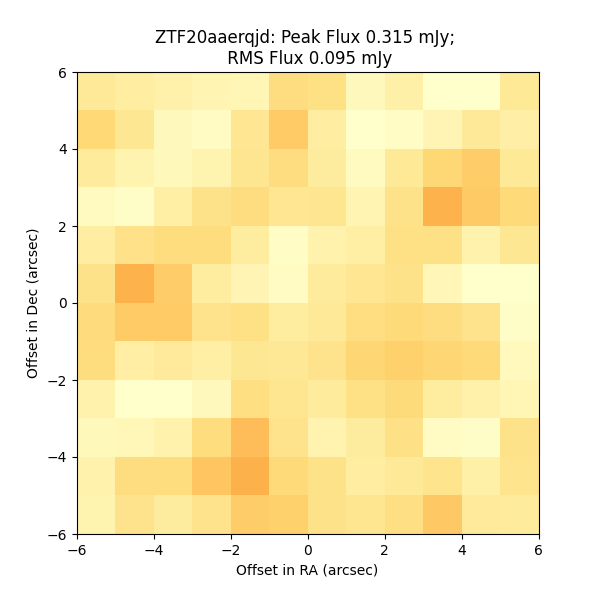 ZTF20aaerqjd: Peak Flux 0.315 mJy;
RMS Flux 0.095 mJy
6
4
2
0
−2
−4
−6
Offset in Dec (arcsec)
−6 −4 −2 0 2 4 6
Offset in RA (arcsec)